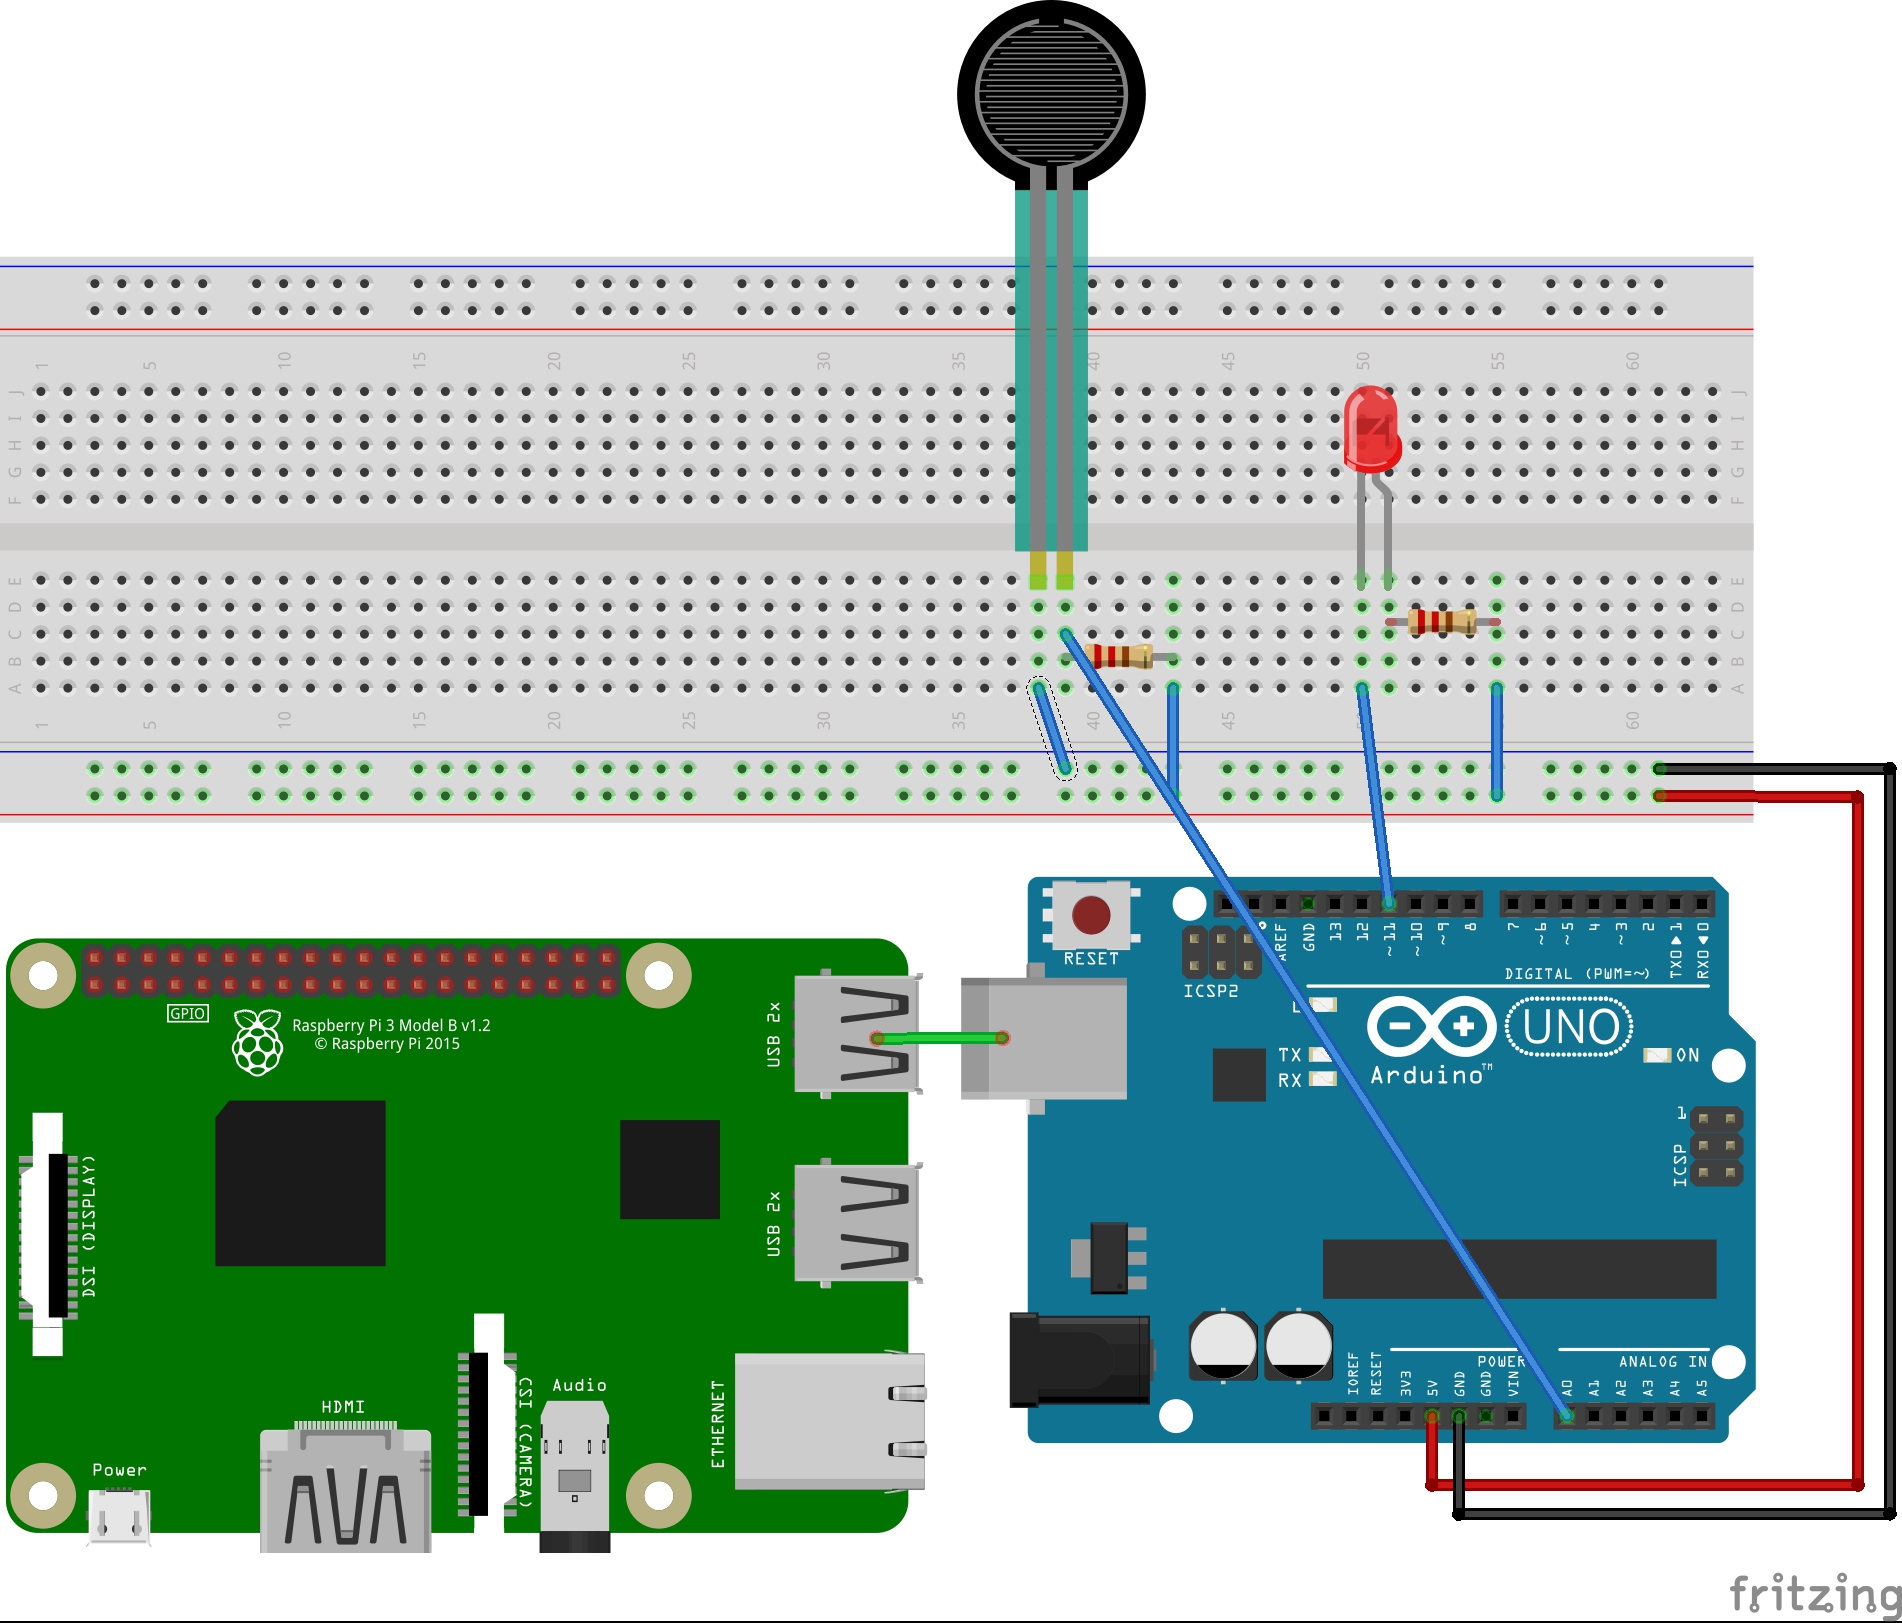 1 5 10 15 20 25 30 35 40 45 50 55 60
J J
I I
H H
G G
F F
E E
D D
C C
B B
A A
1 5 10 15 20 25 30 35 40 45 60
RESET
ICSP2
AREF
GND
13
12
~11
~10
~9
8
7
~6
~5
4
~3
2
TX0▶1
RX0◀0
DIGITAL (PWM=~)
L
TX
RX
UNO
Arduino™
ON
1
ICSP
IOREF
RESET
3V3
5V
GND
GND
VIN
POWER
ANALOG IN
A0
A1
A2
A3
A4
A5
GPIO
Raspberry Pi 3 Model B v1.2
© Raspberry Pi 2015
USB 2x
USB 2x
DSI (DISPLAY)
CSI (CAMERA)
HDMI
Audio
ETHERNET
Power
fritzing